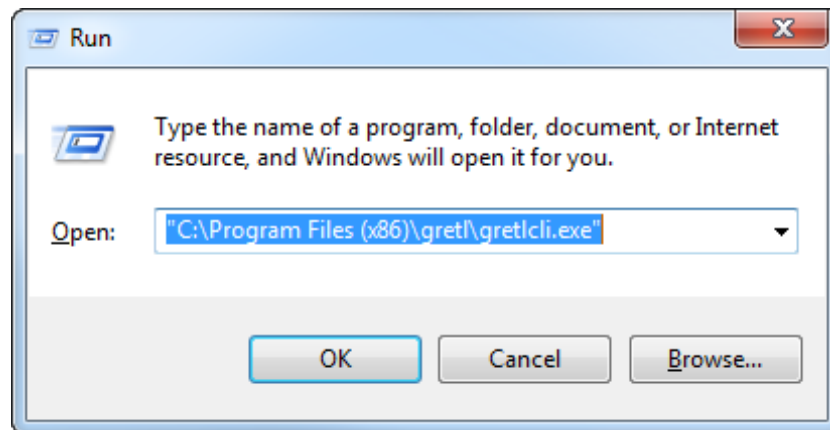 Run
Type the name of a program, folder, document, or Internet
resource, and Windows will open it for you.
Open: "C:\Program Files (x86)\gretl\gretlcli.exe"
OK Cancel Browse...